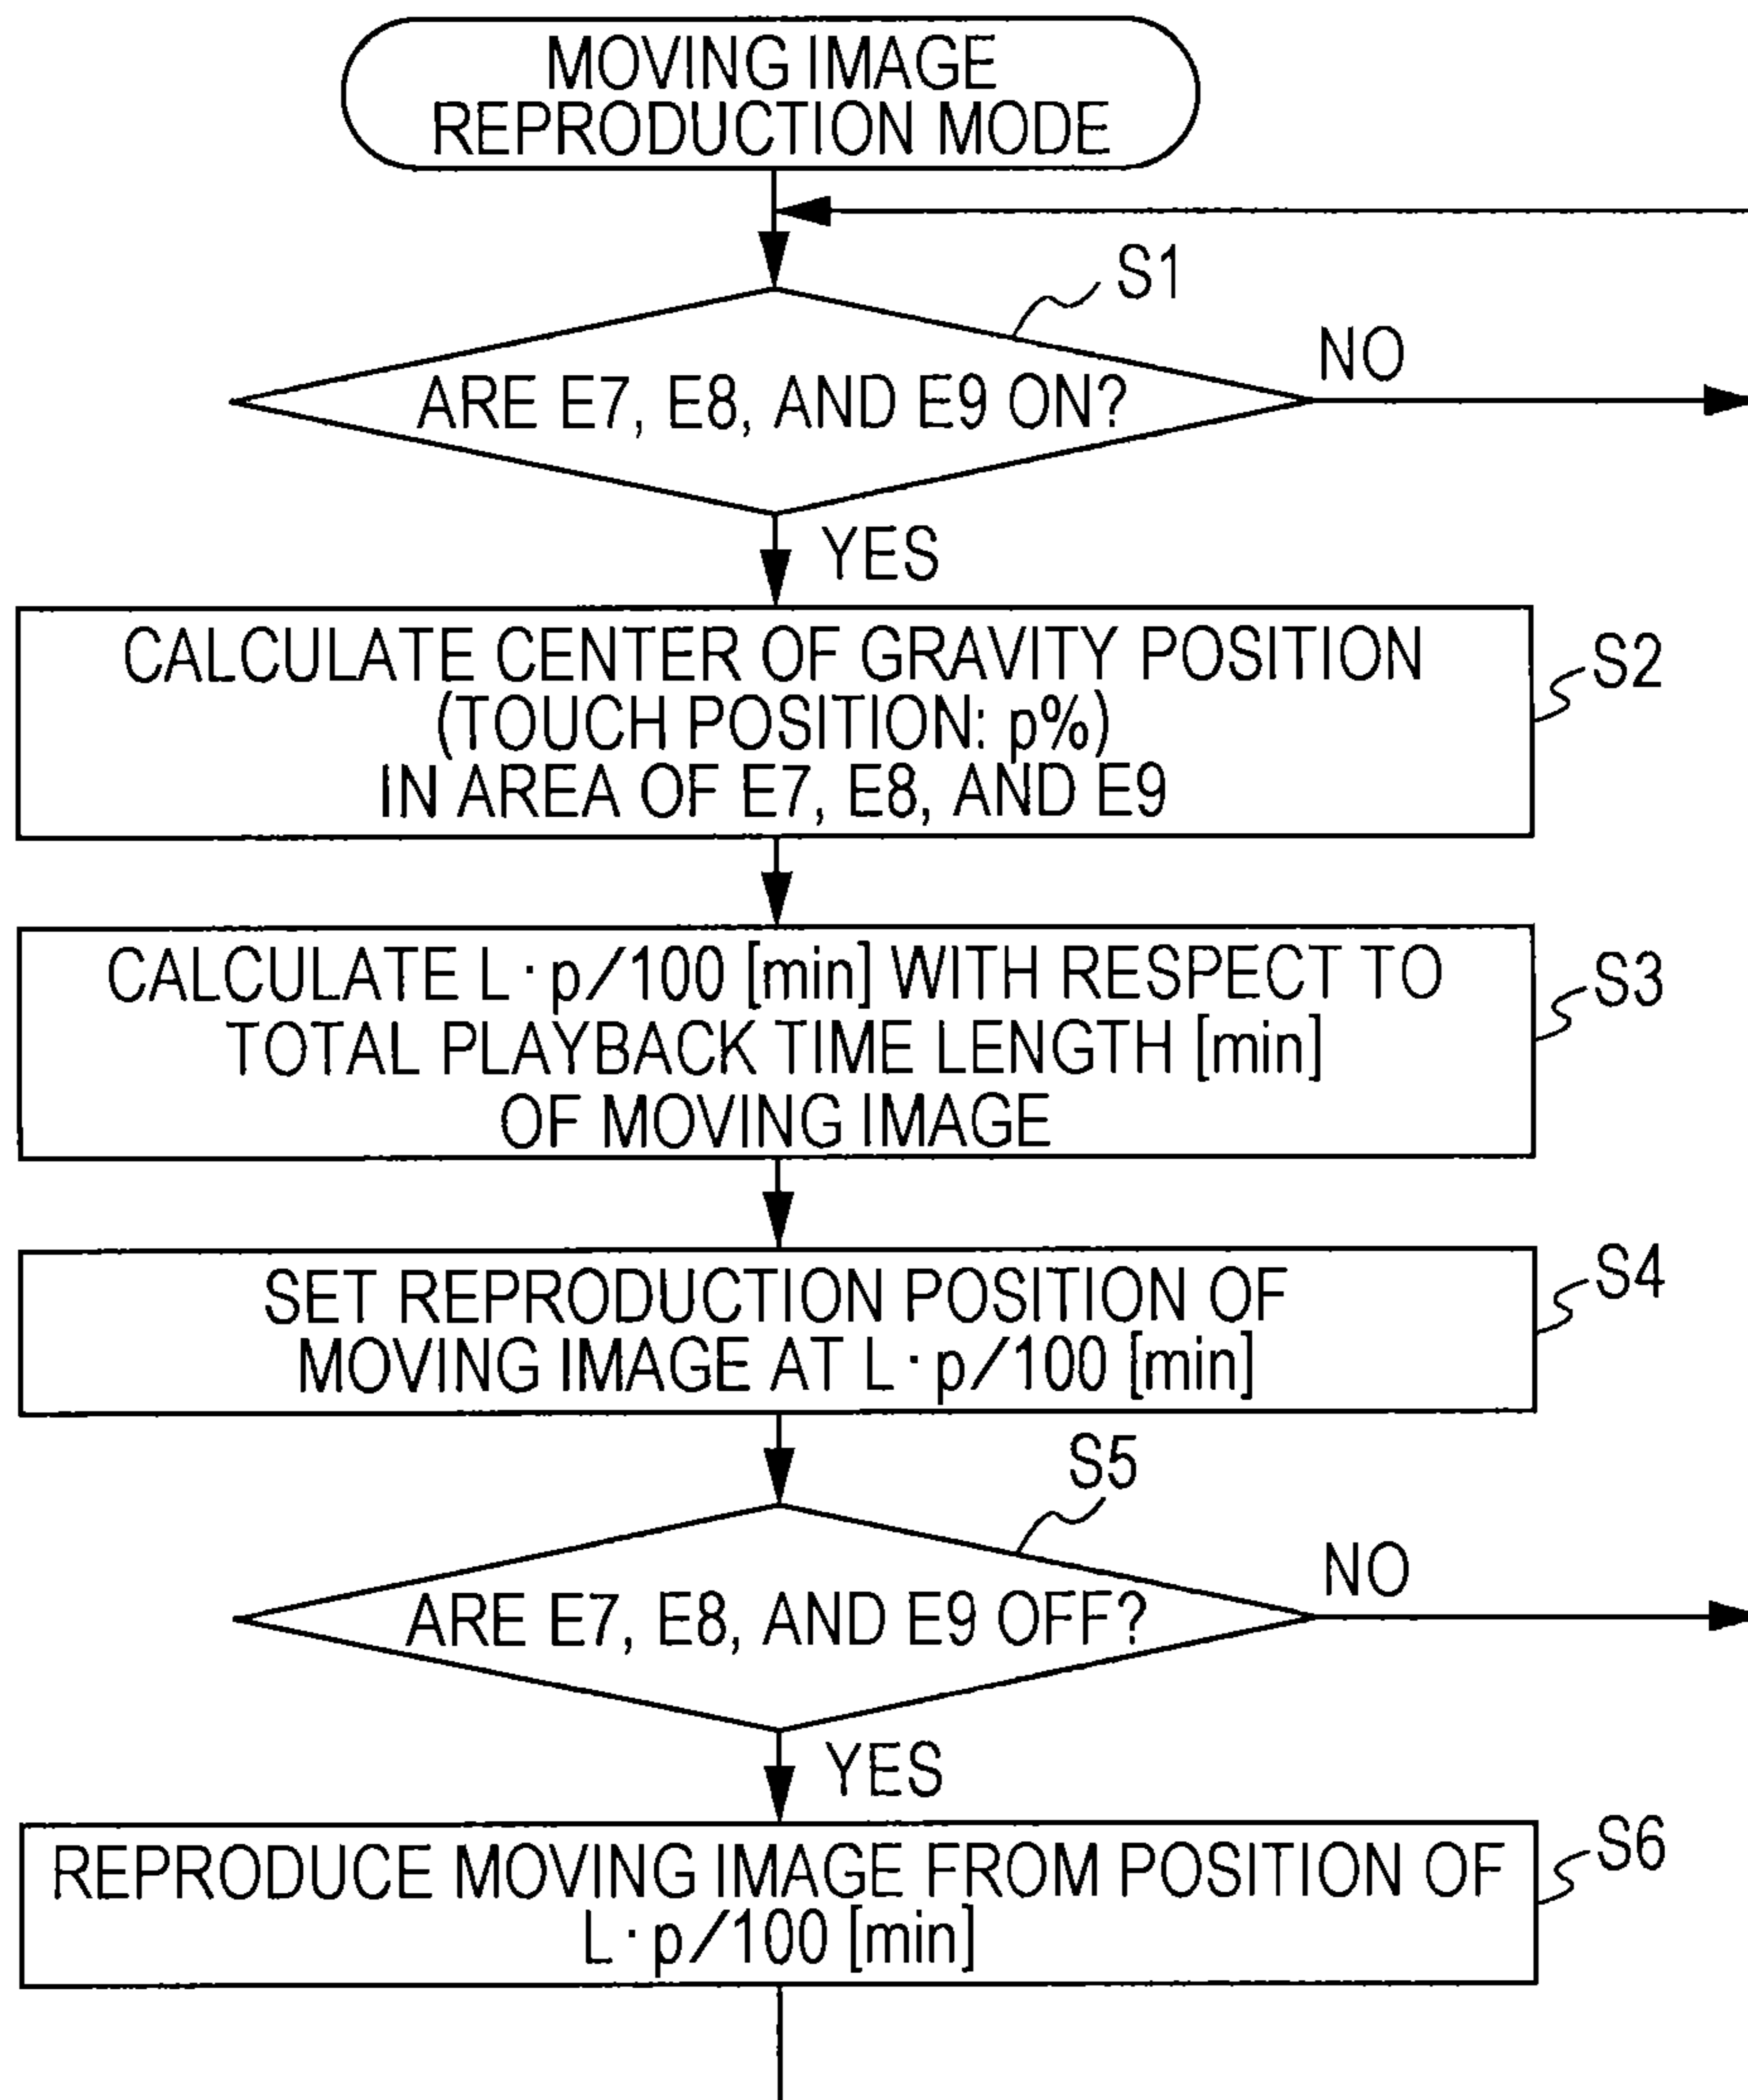 MOVING IMAGE
REPRODUCTION MODE
S1
NO
ARE E7, E8, AND E9 ON?
YES
CALCULATE CENTER OF GRAVITY POSITION
(TOUCH POSITION: p%)
IN AREA OF E7, E8, AND E9
S2
CALCULATE L·p/100 [min] WITH RESPECT TO
TOTAL PLAYBACK TIME LENGTH [min]
OF MOVING IMAGE
S3
SET REPRODUCTION POSITION OF
MOVING IMAGE AT L·p/100 [min]
S4
S5
NO
ARE E7, E8, AND E9 OFF?
YES
REPRODUCE MOVING IMAGE FROM POSITION OF
L·p/100 [min]
S6